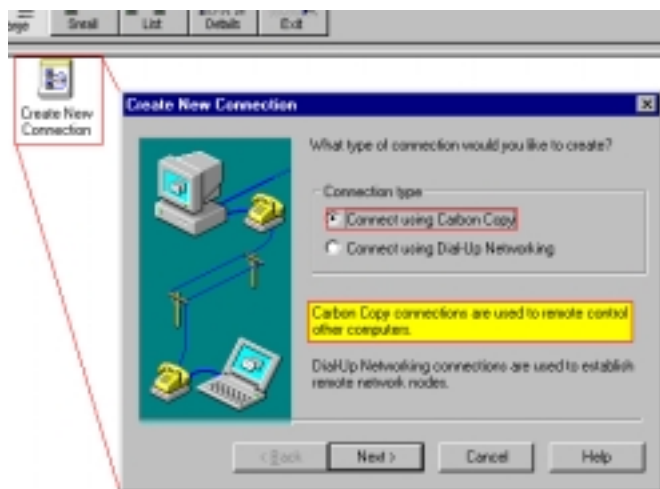 Small
List
Details
Exit
Create New
Connection
Create New Connection
What type of connection would you like to create?
Connection type
Connect using Carbon Copy
Connect using Dial-Up Networking
Carbon Copy connections are used to remote control
other computers.
Dial-Up Networking connections are used to establish
remote network nodes.
< Back
Next >
Cancel
Help